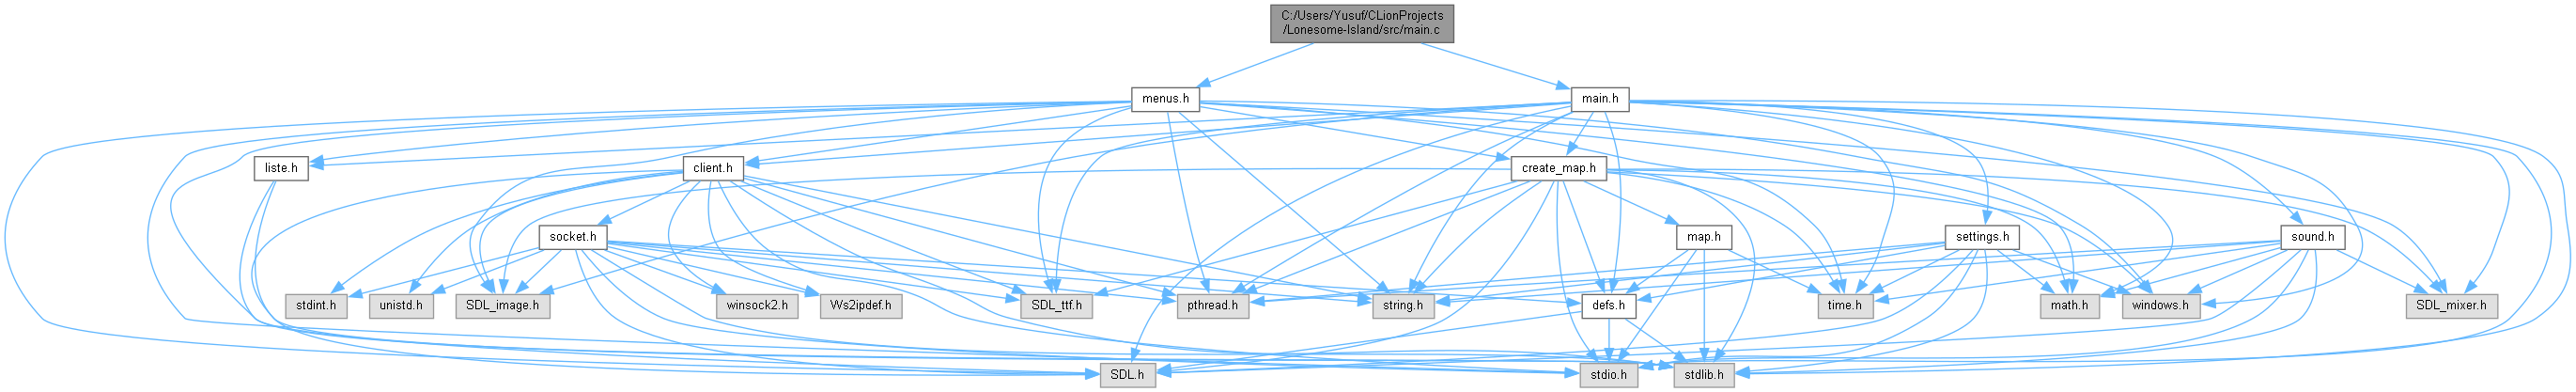 C:/Users/Yusuf/CLionProjects
/Lonesome-Island/src/main.c
menus.h
main.h
liste.h
client.h
create_map.h
socket.h
map.h
settings.h
sound.h
stdint.h
unistd.h
SDL_image.h
winsock2.h
Ws2ipdef.h
SDL_ttf.h
pthread.h
string.h
defs.h
time.h
math.h
windows.h
SDL_mixer.h
SDL.h
stdio.h
stdlib.h